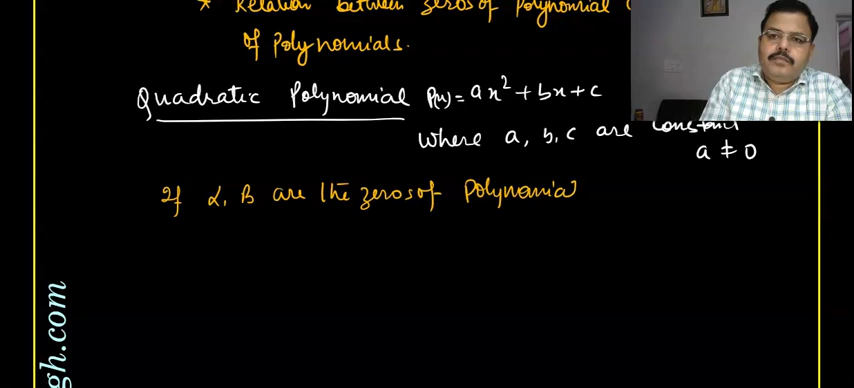 * Relation between zeros of Polynomial
of Polynomials.
Quadratic Polynomial P(x) = ax² + bx + c
where a, b, c are constant
a ≠ 0
If α, β are the zeros of Polynomial
gh.com